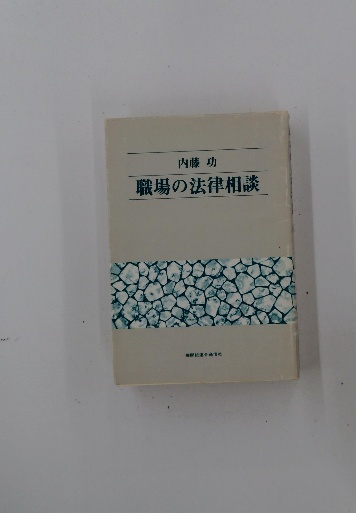 内藤 功
職場の法律相談